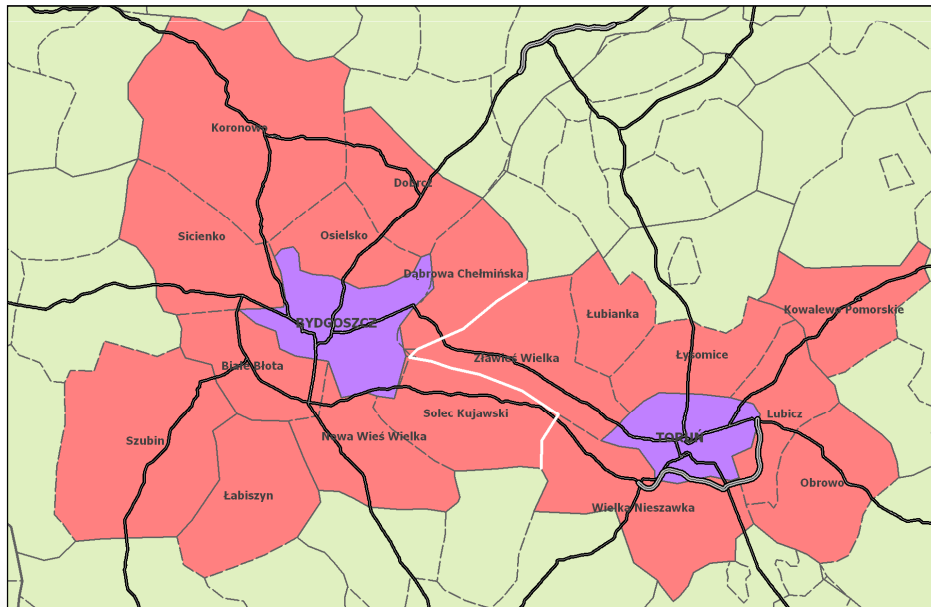 Koronowo
Dobrcz
Sicienko
Osielsko
Dąbrowa Chełmińska
Kowalewo Pomorskie
Łubianka
BYDGOSZCZ
Zławieś Wielka
Łysomice
Białe Błota
Solec Kujawski
Lubicz
Szubin
Nowa Wieś Wielka
TORUŃ
Łabiszyn
Obrowo
Wielka Nieszawka